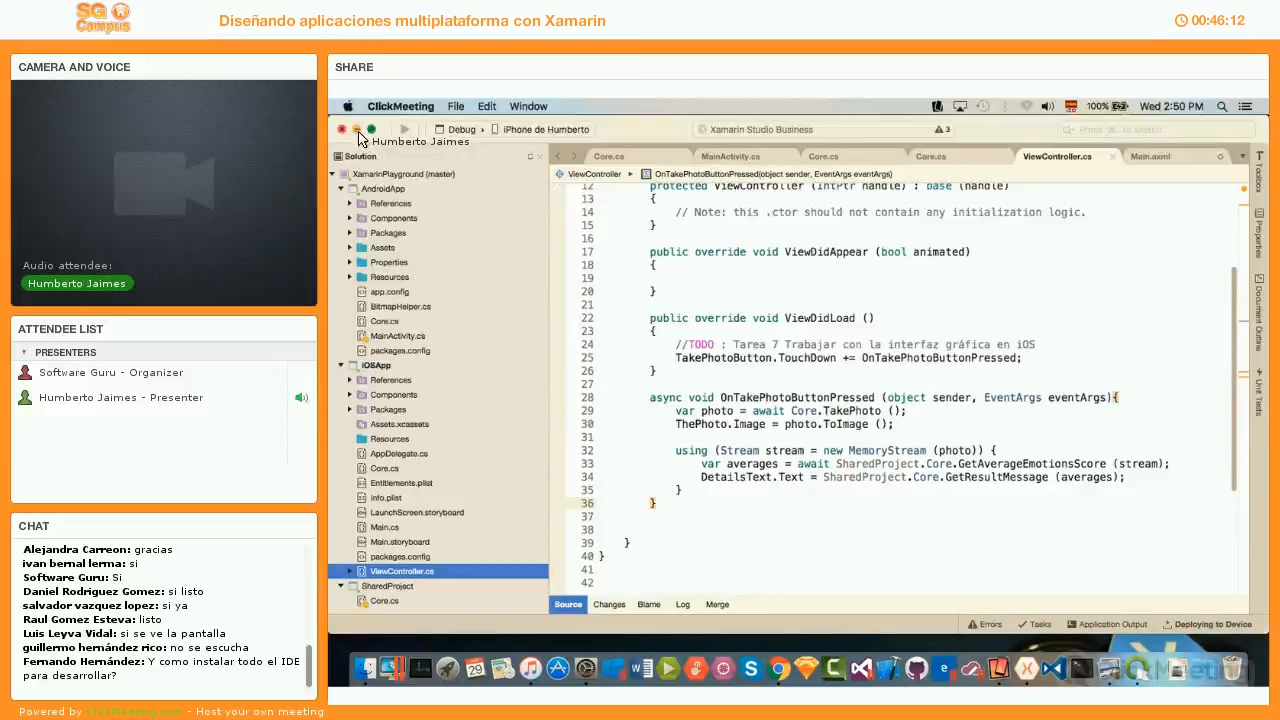 SG
Campus
Diseñando aplicaciones multiplataforma con Xamarin
00:46:12
CAMERA AND VOICE
Audio attendee:
Humberto Jaimes
ATTENDEE LIST
PRESENTERS
Software Guru - Organizer
Humberto Jaimes - Presenter
CHAT
Alejandra Carreon: gracias
ivan bernal lerma: si
Software Guru: Si
Daniel Rodriguez Gomez: si listo
salvador vazquez lopez: si ya
Raul Gomez Esteva: listo
Luis Leyva Vidal: si se ve la pantalla
guillermo hernández rico: no se escucha
Fernando Hernández: Y como instalar todo el IDE
para desarrollar?
SHARE
ClickMeeting File Edit Window
100% Wed 2:50 PM
Debug › iPhone de Humberto
Xamarin Studio Business
3
Humberto Jaimes
Solution
XamarinPlayground (master)
AndroidApp
References
Components
Packages
Assets
Properties
Resources
app.config
BitmapHelper.cs
Core.cs
MainActivity.cs
packages.config
iOSApp
References
Components
Packages
Assets.xcassets
Resources
AppDelegate.cs
Core.cs
Entitlements.plist
Info.plist
LaunchScreen.storyboard
Main.cs
Main.storyboard
packages.config
ViewController.cs
SharedProject
Core.cs
Core.cs MainActivity.cs Core.cs Core.cs ViewController.cs Main.axml
ViewController OnTakePhotoButtonPressed(object sender, EventArgs eventArgs)
12 protected ViewController (IntPtr handle) : base (handle)
13 {
14 // Note: this .ctor should not contain any initialization logic.
15 }
16
17 public override void ViewDidAppear (bool animated)
18 {
19
20 }
21
22 public override void ViewDidLoad ()
23 {
24 //TODO : Tarea 7 Trabajar con la interfaz gráfica en iOS
25 TakePhotoButton.TouchDown += OnTakePhotoButtonPressed;
26 }
27
28 async void OnTakePhotoButtonPressed (object sender, EventArgs eventArgs){
29 var photo = await Core.TakePhoto ();
30 ThePhoto.Image = photo.ToImage ();
31
32 using (Stream stream = new MemoryStream (photo)) {
33 var averages = await SharedProject.Core.GetAverageEmotionsScore (stream);
34 DetailsText.Text = SharedProject.Core.GetResultMessage (averages);
35 }
36 }
37
38
39 }
40 }
41
42
Toolbox
Properties
Document Outline
Unit Tests
Source Changes Blame Log Merge
Errors Tasks Application Output Deploying to Device
Powered by ClickMeeting.com - Host your own meeting